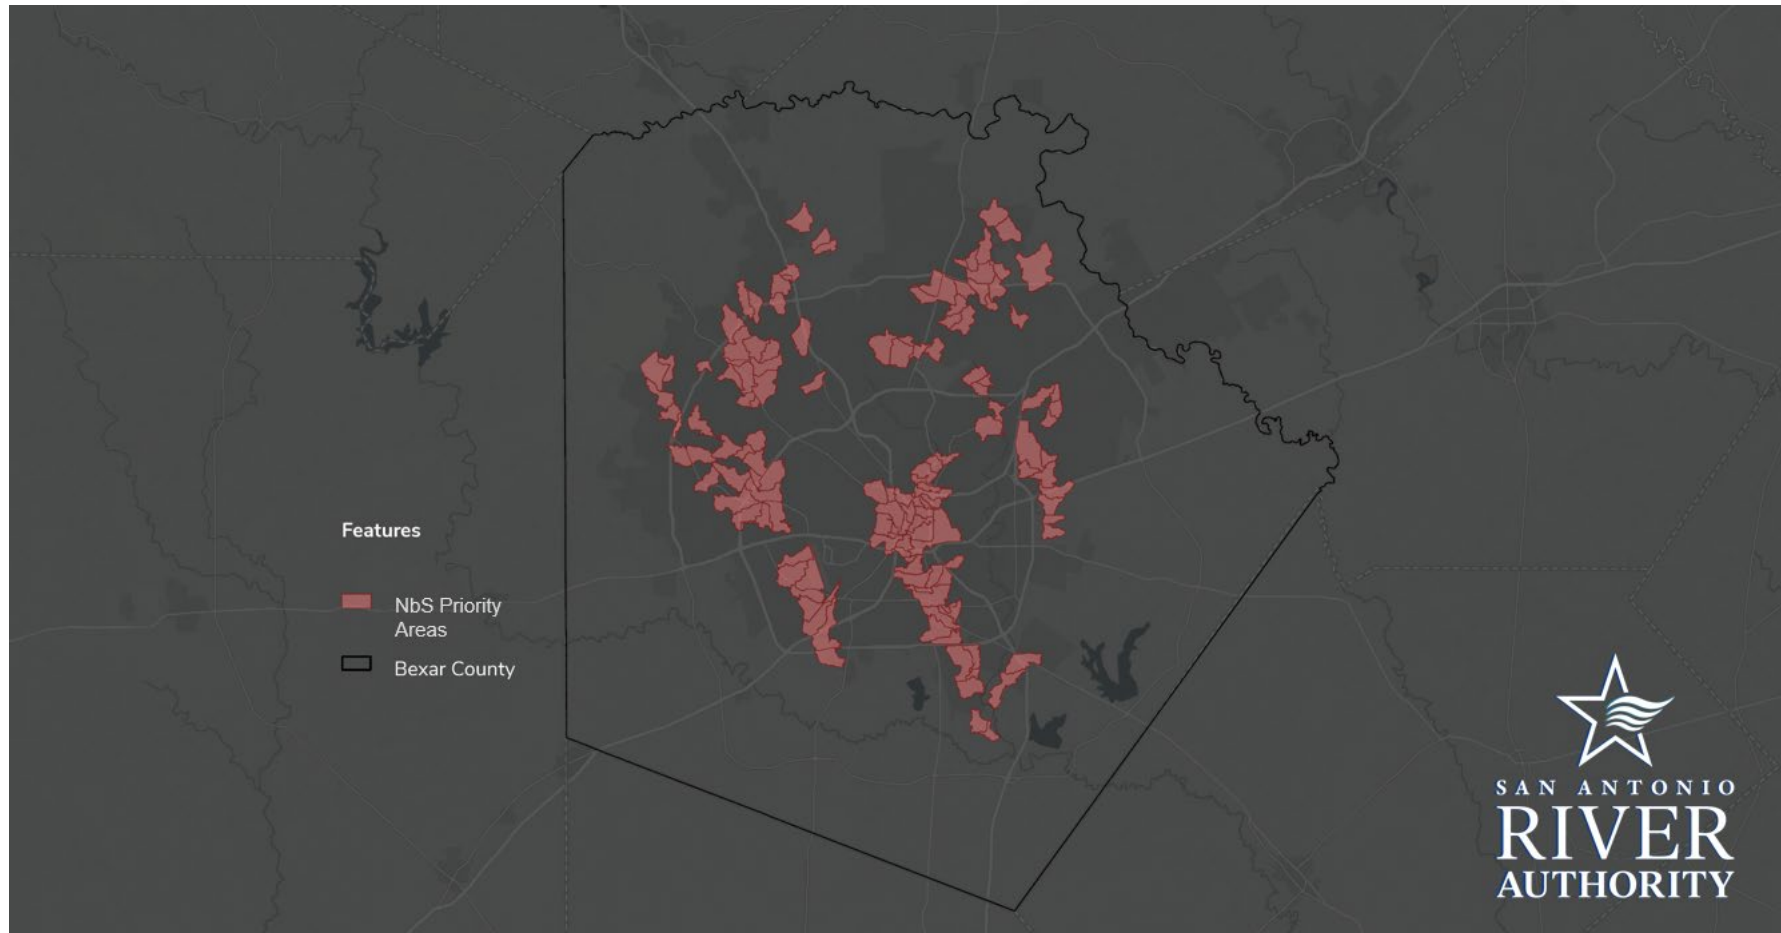 Features
NbS Priority
Areas
Bexar County
SAN ANTONIO
RIVER
AUTHORITY